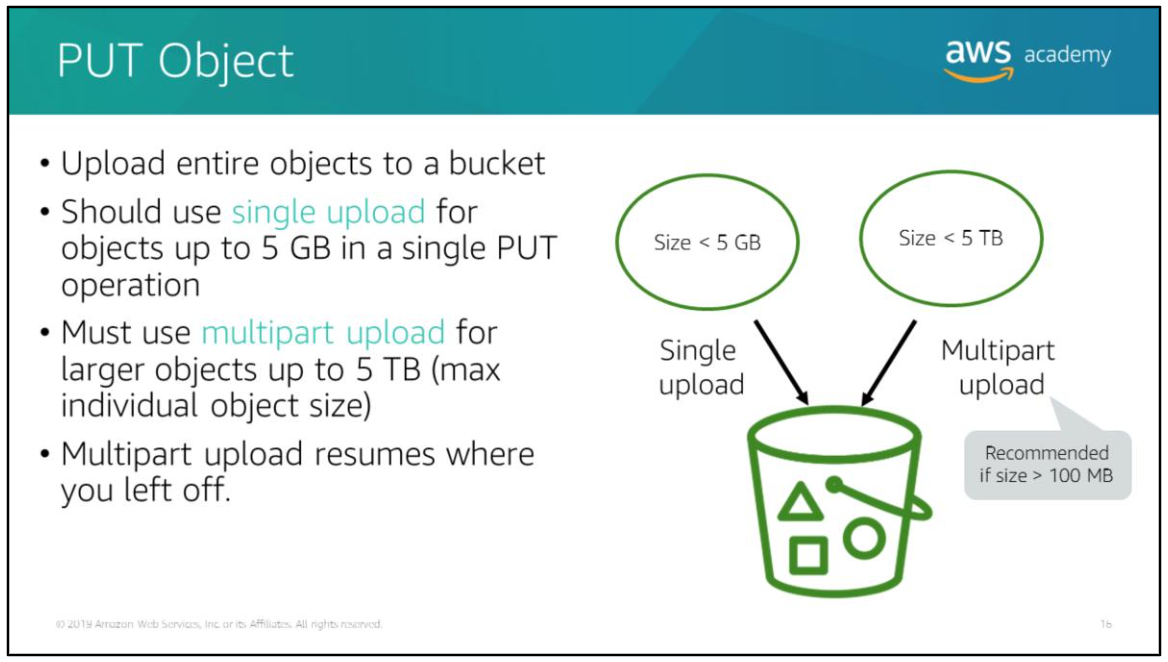 PUT Object
aws academy
• Upload entire objects to a bucket
• Should use single upload for
objects up to 5 GB in a single PUT
operation
• Must use multipart upload for
larger objects up to 5 TB (max
individual object size)
• Multipart upload resumes where
you left off.
Size < 5 GB
Size < 5 TB
Single
upload
Multipart
upload
Recommended
if size > 100 MB
© 2019 Amazon Web Services, Inc. or its Affiliates. All rights reserved.
16